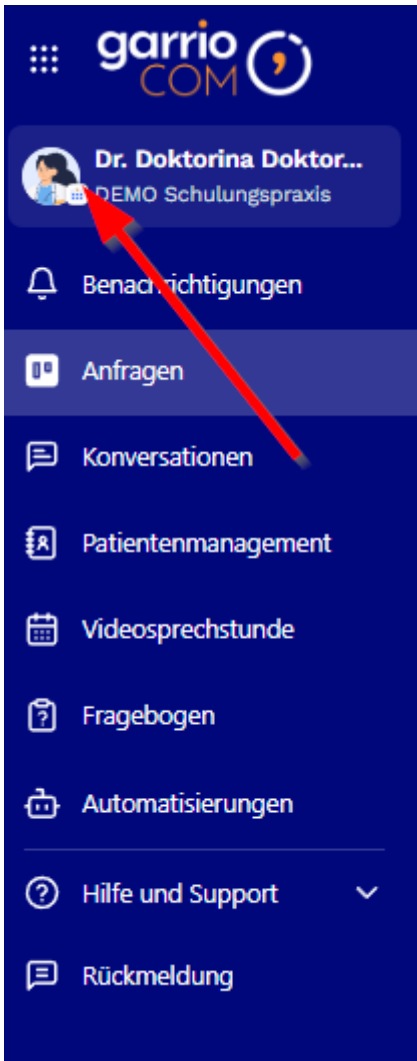 garrio
COM
Dr. Doktorina Doktor...
DEMO Schulungspraxis
Benachrichtigungen
Anfragen
Konversationen
Patientenmanagement
Videosprechstunde
Fragebogen
Automatisierungen
Hilfe und Support
Rückmeldung